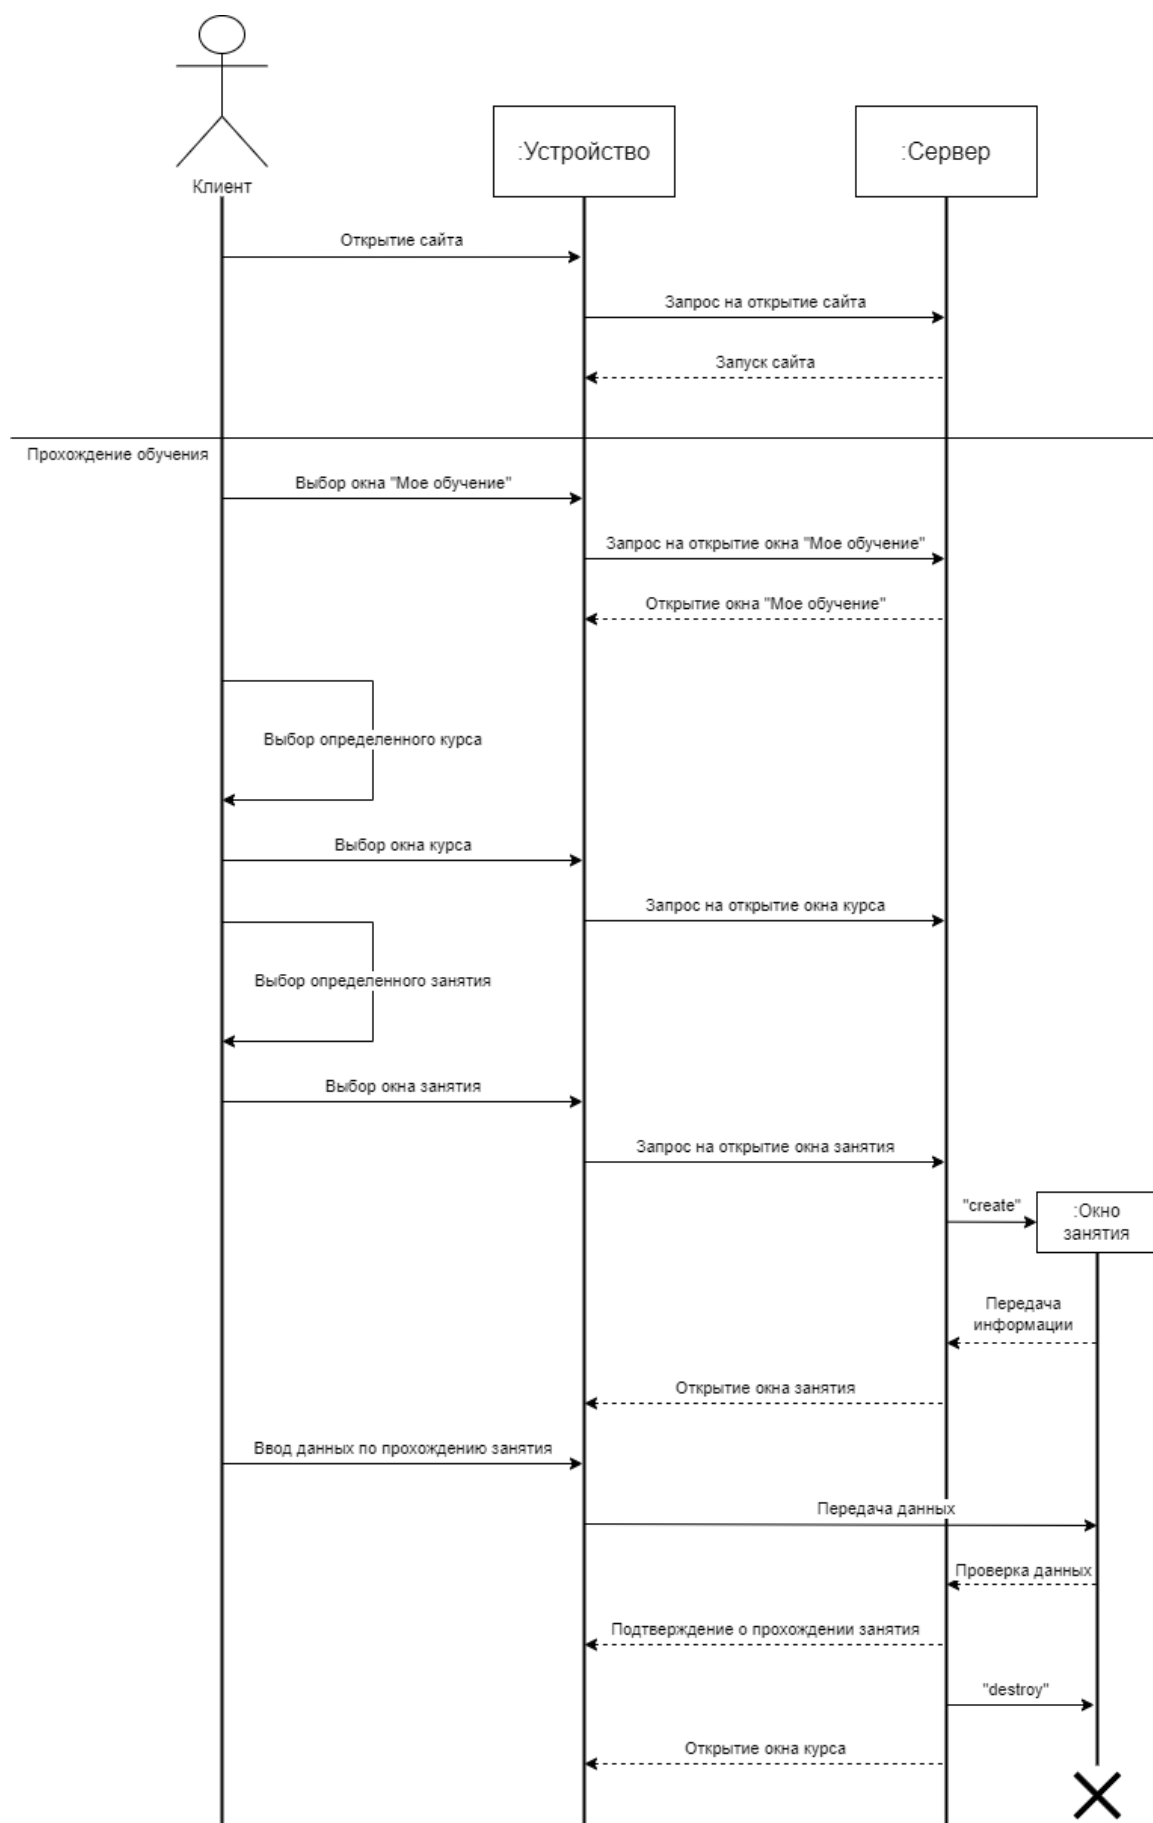 :Устройство
:Сервер
Клиент
Открытие сайта
Запрос на открытие сайта
Запуск сайта
Прохождение обучения
Выбор окна "Мое обучение"
Запрос на открытие окна "Мое обучение"
Открытие окна "Мое обучение"
Выбор определенного курса
Выбор окна курса
Запрос на открытие окна курса
Выбор определенного занятия
Выбор окна занятия
Запрос на открытие окна занятия
"create"
:Окно
занятия
Передача
информации
Открытие окна занятия
Ввод данных по прохождению занятия
Передача данных
Проверка данных
Подтверждение о прохождении занятия
"destroy"
Открытие окна курса